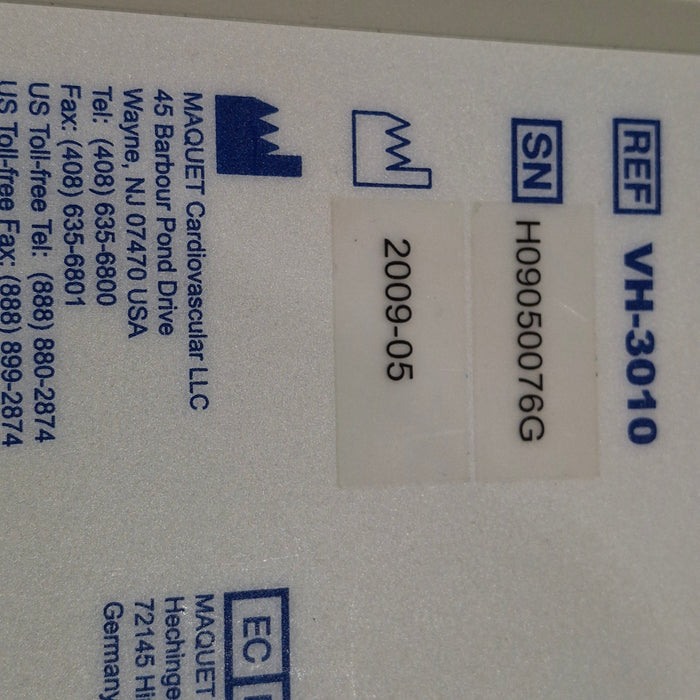 REF VH-3010
SN H09050076G
2009-05
MAQUET Cardiovascular LLC
45 Barbour Pond Drive
Wayne, NJ 07470 USA
Tel: (408) 635-6800
Fax: (408) 635-6801
US Toll-free Tel: (888) 880-2874
US Toll-free Fax: (888) 899-2874
EC
MAQUET
72145
Germany